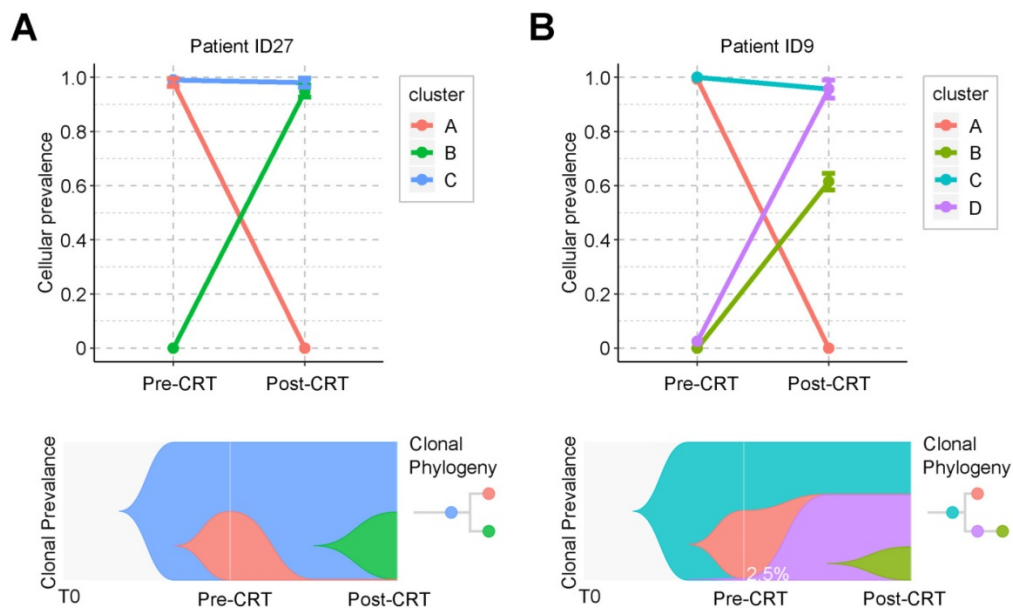 A
Patient ID27
Cellular prevalence
1.0
0.8
0.6
0.4
0.2
0
Pre-CRT
Post-CRT
cluster
A
B
C
Clonal Prevalance
T0
Pre-CRT
Post-CRT
Clonal
Phylogeny
B
Patient ID9
Cellular prevalence
1.0
0.8
0.6
0.4
0.2
0
Pre-CRT
Post-CRT
cluster
A
B
C
D
Clonal Prevalance
2.5%
T0
Pre-CRT
Post-CRT
Clonal
Phylogeny